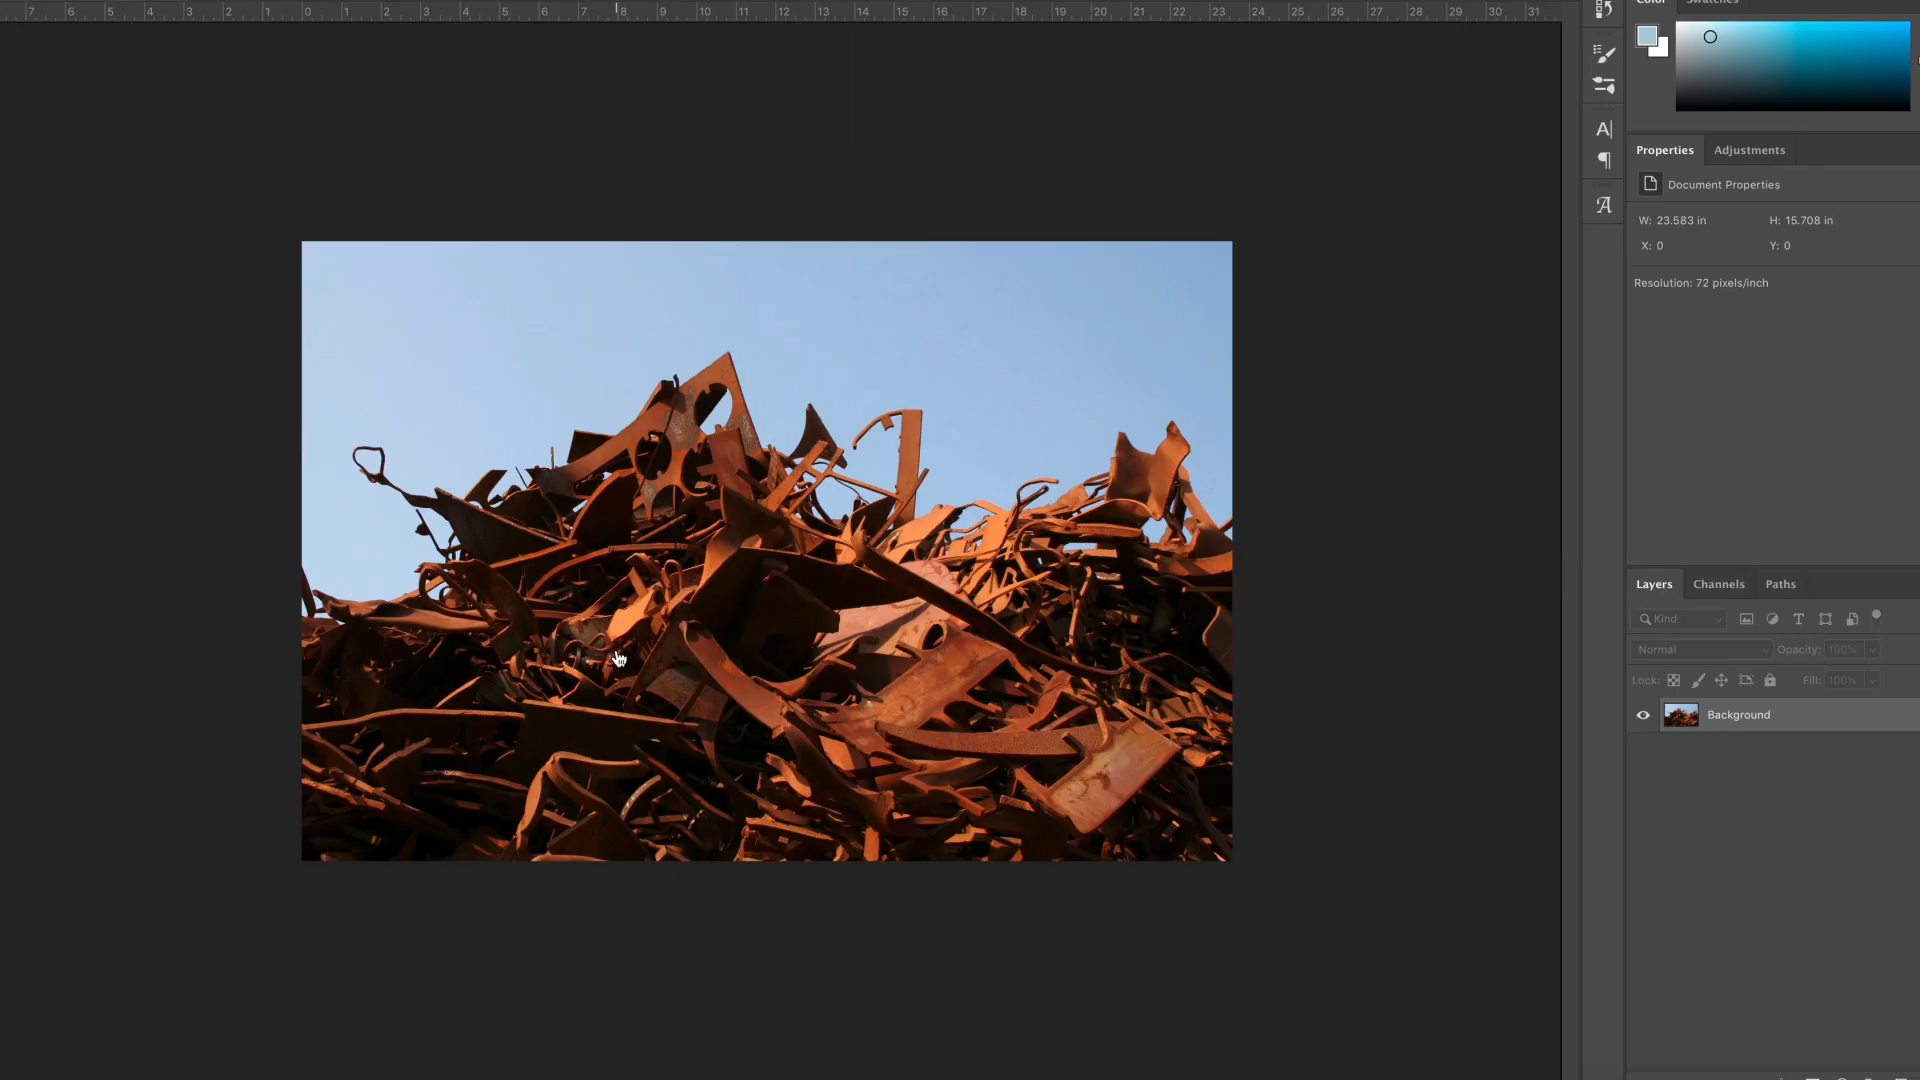 7 6 5 4 3 2 1 0 1 2 3 4 5 6 7 8 9 10 11 12 13 14 15 16 17 18 19 20 21 22 23 24 25 26 27 28 29 30 31
Color Swatches
Properties Adjustments
Document Properties
W: 23.583 in H: 15.708 in
X: 0 Y: 0
Resolution: 72 pixels/inch
Layers Channels Paths
Kind
Normal Opacity: 100%
Lock: Fill: 100%
Background